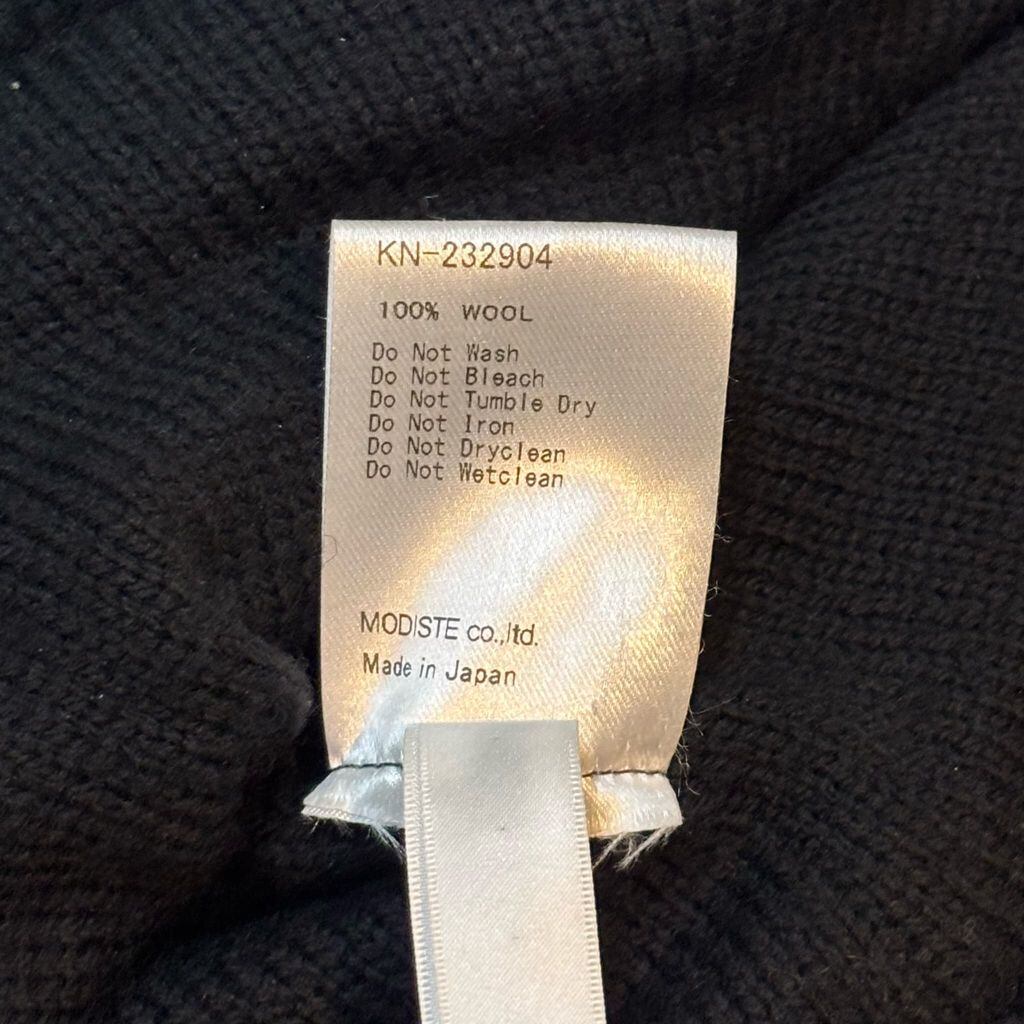 KN-232904
100% WOOL
Do Not Wash
Do Not Bleach
Do Not Tumble Dry
Do Not Iron
Do Not Dryclean
Do Not Wetclean
MODISTE co.,ltd.
Made in Japan